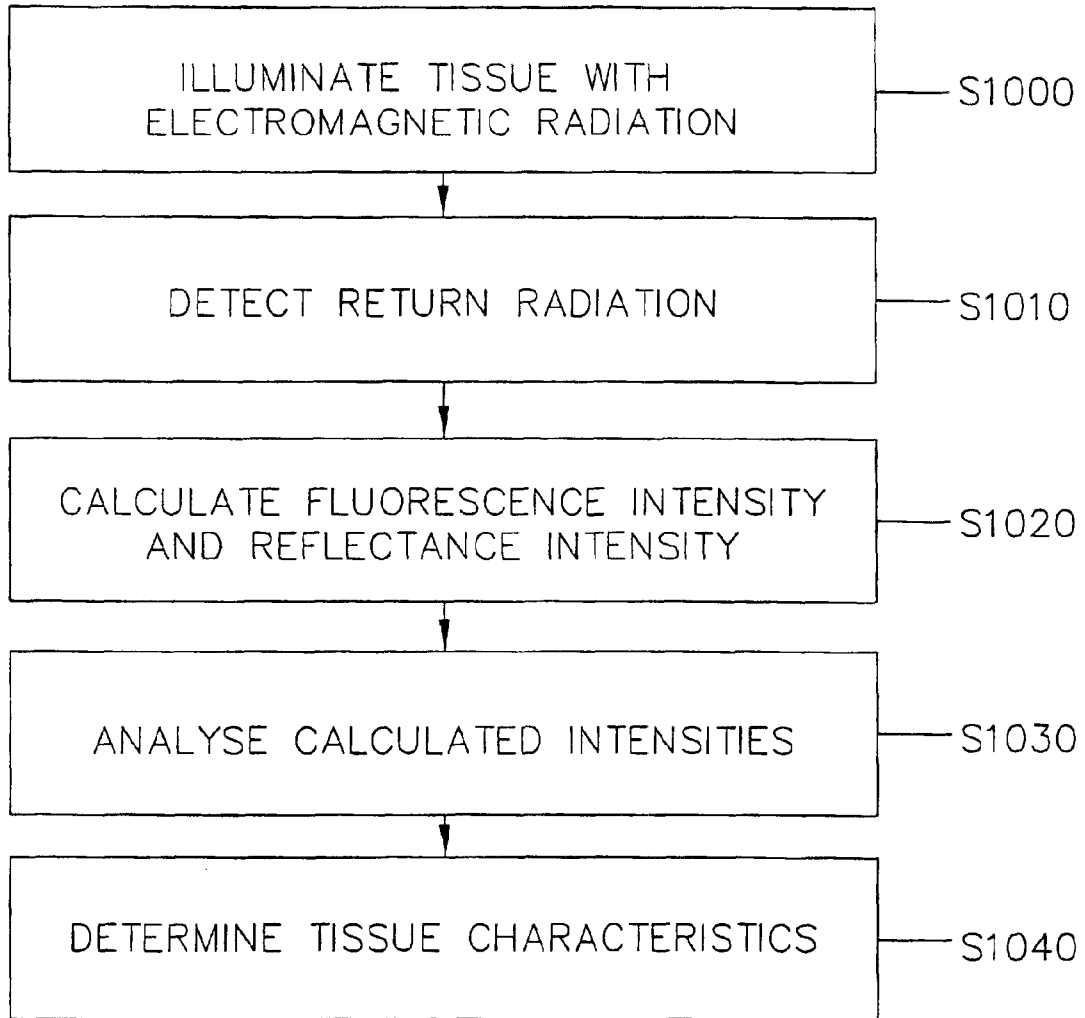 ILLUMINATE TISSUE WITH
ELECTROMAGNETIC RADIATION
S1000
DETECT RETURN RADIATION
S1010
CALCULATE FLUORESCENCE INTENSITY
AND REFLECTANCE INTENSITY
S1020
ANALYSE CALCULATED INTENSITIES
S1030
DETERMINE TISSUE CHARACTERISTICS
S1040